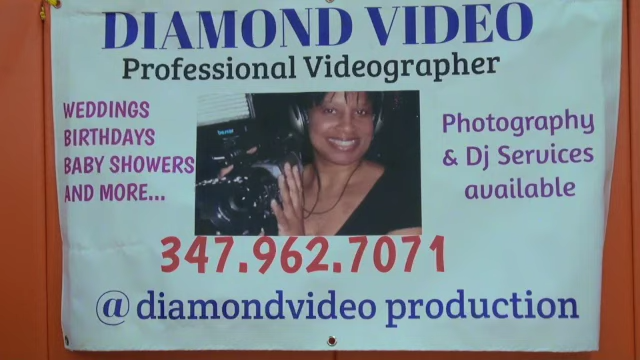 DIAMOND VIDEO
Professional Videographer
WEDDINGS
BIRTHDAYS
BABY SHOWERS
AND MORE...
Photography
& Dj Services
available
347.962.7071
@ diamondvideo production